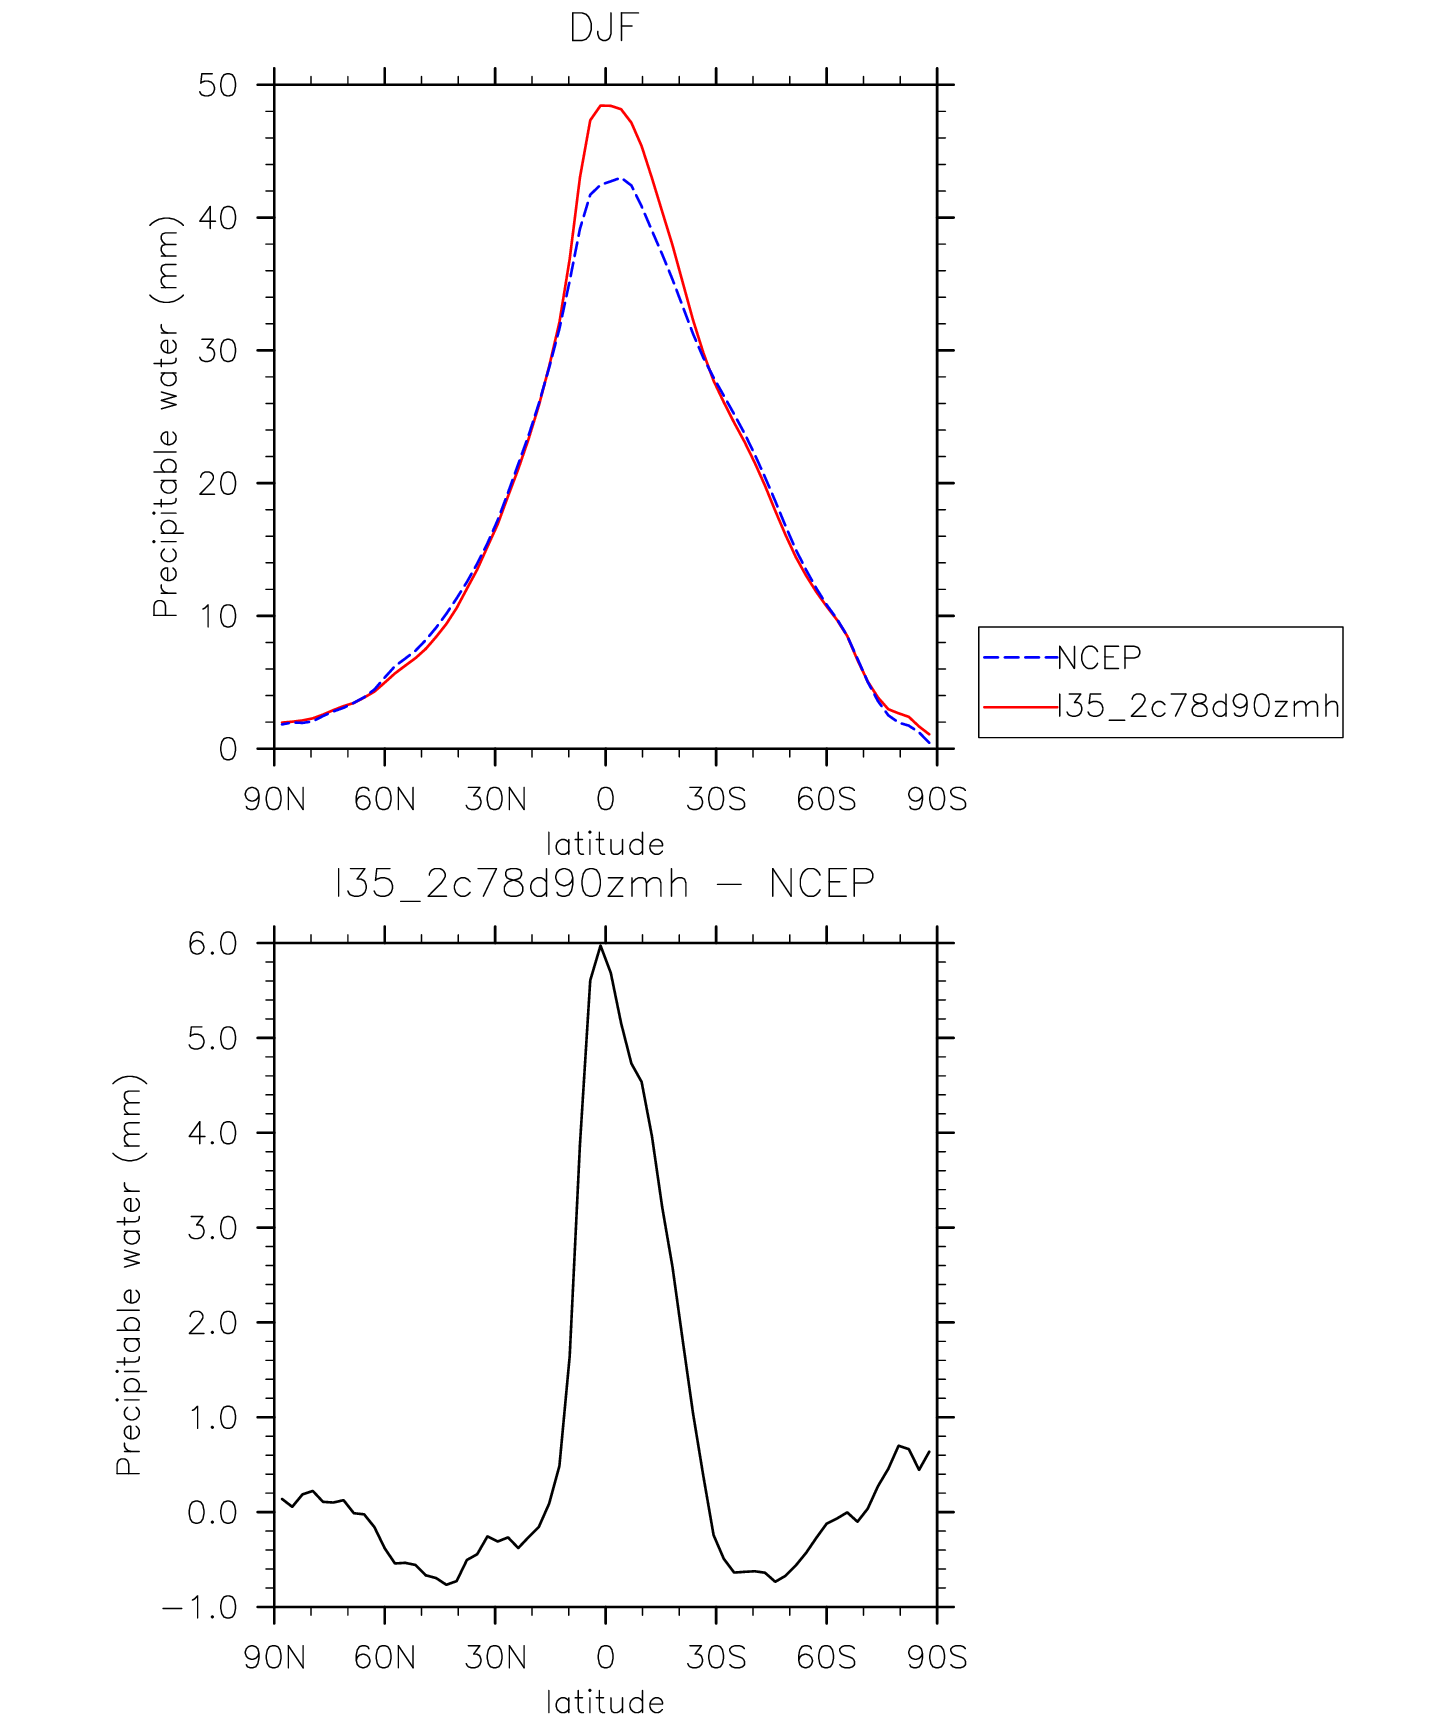 DJF
50
40
30
20
10
0
Precipitable water (mm)
90N 60N 30N 0 30S 60S 90S
latitude
NCEP
I35_2c78d90zmh
I35_2c78d90zmh − NCEP
6.0
5.0
4.0
3.0
2.0
1.0
0.0
−1.0
Precipitable water (mm)
90N 60N 30N 0 30S 60S 90S
latitude